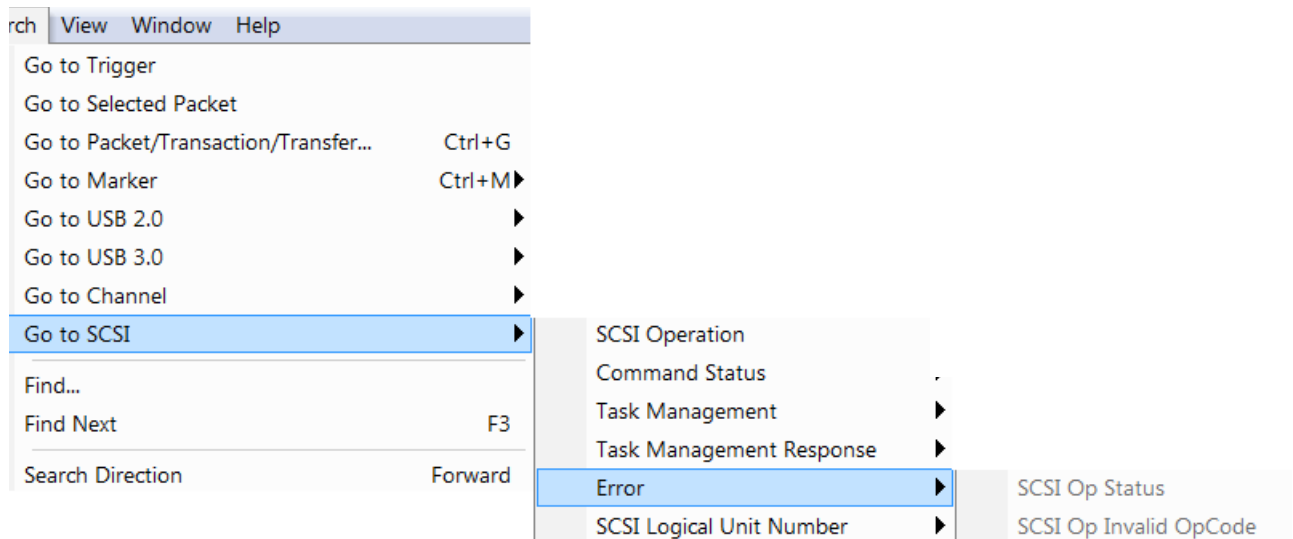 rch View Window Help
Go to Trigger
Go to Selected Packet
Go to Packet/Transaction/Transfer... Ctrl+G
Go to Marker Ctrl+M
Go to USB 2.0
Go to USB 3.0
Go to Channel
Go to SCSI
Find...
Find Next F3
Search Direction Forward
SCSI Operation
Command Status
Task Management
Task Management Response
Error
SCSI Logical Unit Number
SCSI Op Status
SCSI Op Invalid OpCode